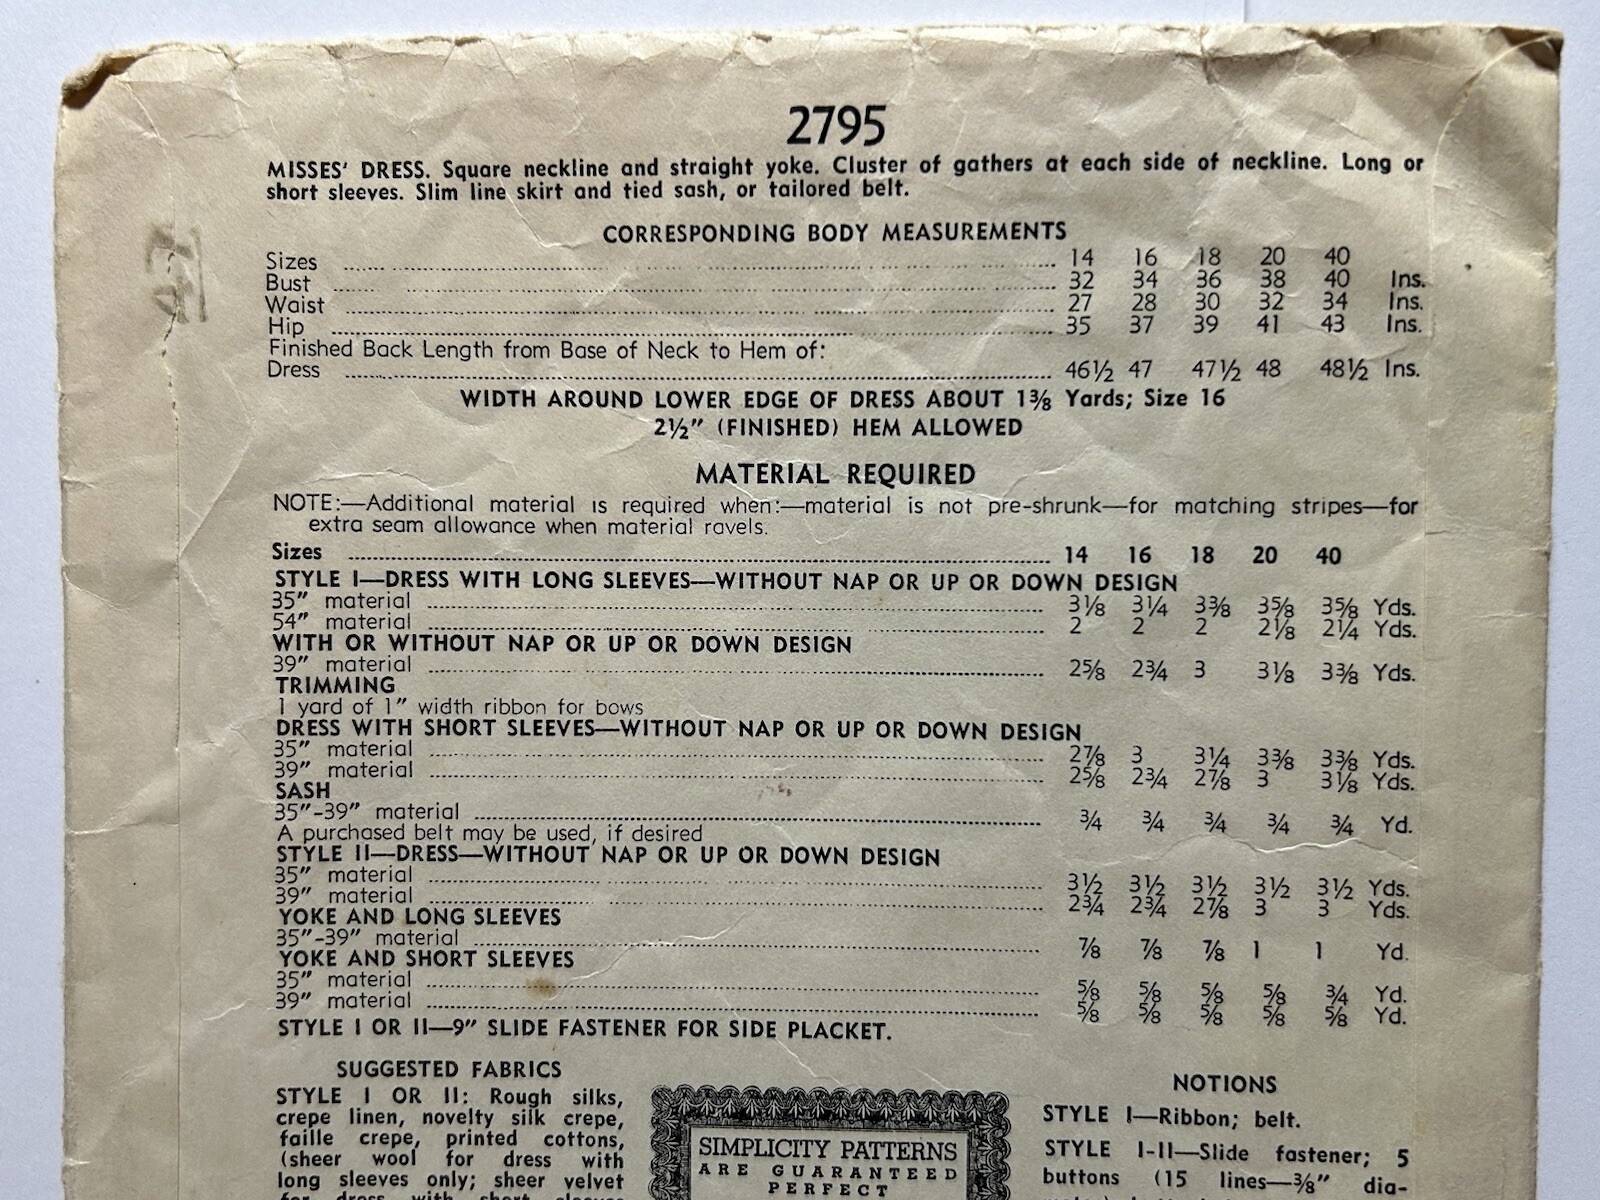 2795
MISSES' DRESS. Square neckline and straight yoke. Cluster of gathers at each side of neckline. Long or
short sleeves. Slim line skirt and tied sash, or tailored belt.
CORRESPONDING BODY MEASUREMENTS
Sizes 14 16 18 20 40
Bust 32 34 36 38 40 Ins.
Waist 27 28 30 32 34 Ins.
Hip 35 37 39 41 43 Ins.
Finished Back Length from Base of Neck to Hem of:
Dress 46½ 47 47½ 48 48½ Ins.
WIDTH AROUND LOWER EDGE OF DRESS ABOUT 1⅜ Yards; Size 16
2½" (FINISHED) HEM ALLOWED
MATERIAL REQUIRED
NOTE:—Additional material is required when:—material is not pre-shrunk—for matching stripes—for
extra seam allowance when material ravels.
Sizes 14 16 18 20 40
STYLE I—DRESS WITH LONG SLEEVES—WITHOUT NAP OR UP OR DOWN DESIGN
35" material 3⅛ 3¼ 3⅜ 3⅝ 3⅝ Yds.
54" material 2 2 2 2⅛ 2¼ Yds.
WITH OR WITHOUT NAP OR UP OR DOWN DESIGN
39" material 2⅝ 2¾ 3 3⅛ 3⅜ Yds.
TRIMMING
1 yard of 1" width ribbon for bows
DRESS WITH SHORT SLEEVES—WITHOUT NAP OR UP OR DOWN DESIGN
35" material 2⅞ 3 3¼ 3⅜ 3⅜ Yds.
39" material 2⅝ 2¾ 2⅞ 3 3⅛ Yds.
SASH
35"-39" material ¾ ¾ ¾ ¾ ¾ Yd.
A purchased belt may be used, if desired
STYLE II—DRESS—WITHOUT NAP OR UP OR DOWN DESIGN
35" material 3½ 3½ 3½ 3½ 3½ Yds.
39" material 2¾ 2¾ 2⅞ 3 3 Yds.
YOKE AND LONG SLEEVES
35"-39" material ⅞ ⅞ ⅞ 1 1 Yd.
YOKE AND SHORT SLEEVES
35" material ⅝ ⅝ ⅝ ⅝ ¾ Yd.
39" material ⅝ ⅝ ⅝ ⅝ ⅝ Yd.
STYLE I OR II—9" SLIDE FASTENER FOR SIDE PLACKET.
SUGGESTED FABRICS
STYLE I OR II: Rough silks,
crepe linen, novelty silk crepe,
faille crepe, printed cottons,
(sheer wool for dress with
long sleeves only; sheer velvet
for dress with short sleeves
SIMPLICITY PATTERNS
ARE GUARANTEED
PERFECT
NOTIONS
STYLE I—Ribbon; belt.
STYLE I-II—Slide fastener; 5
buttons (15 lines—⅜" dia-